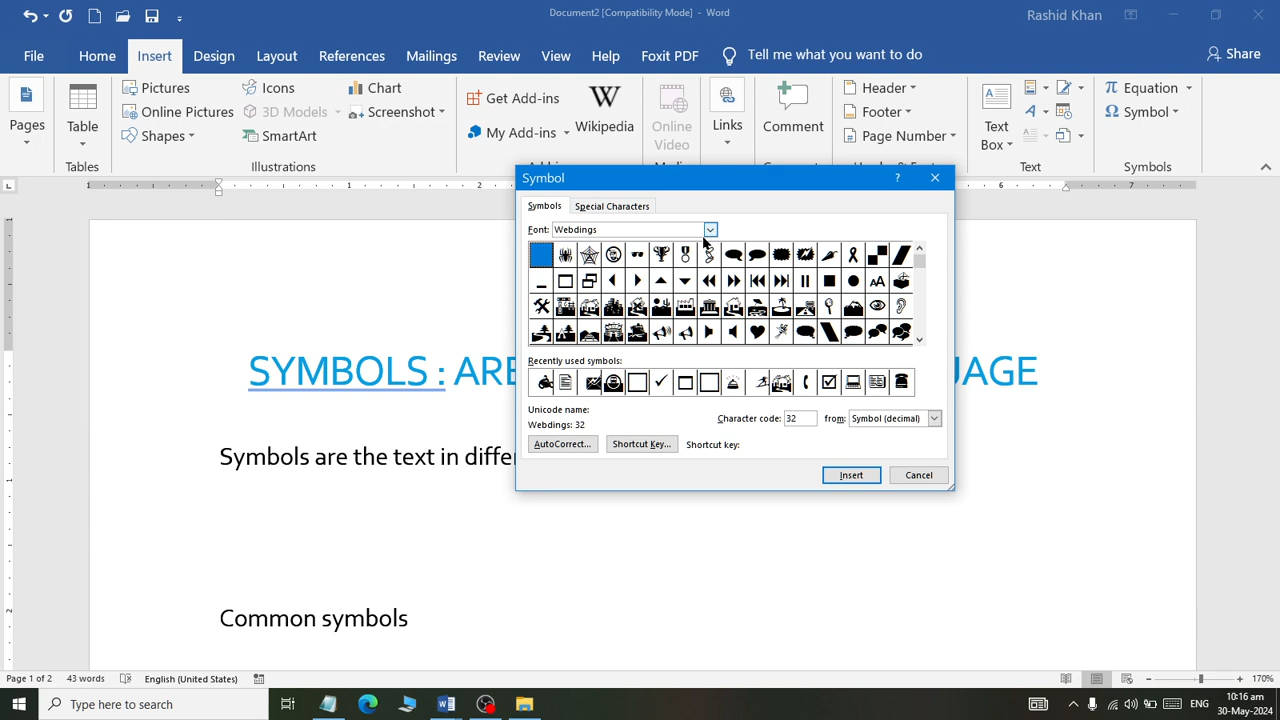 Document2 [Compatibility Mode] - Word
Rashid Khan
File Home Insert Design Layout References Mailings Review View Help Foxit PDF Tell me what you want to do Share
Pages
Table
Tables
Pictures
Online Pictures
Shapes
Icons
3D Models
SmartArt
Chart
Screenshot
Illustrations
Get Add-ins
My Add-ins
Wikipedia
Online
Video
Links
Comment
Header
Footer
Page Number
Text
Box
Text
Equation
Symbol
Symbols
1 1 2 7
Symbol
Symbols Special Characters
Font: Webdings
Recently used symbols:
Unicode name:
Webdings: 32
Character code: 32 from: Symbol (decimal)
AutoCorrect... Shortcut Key... Shortcut key:
Insert Cancel
SYMBOLS : ARE
Symbols are the text in
Common symbols
Page 1 of 2 43 words English (United States) 170%
Type here to search
ENG
10:16 am
30-May-2024